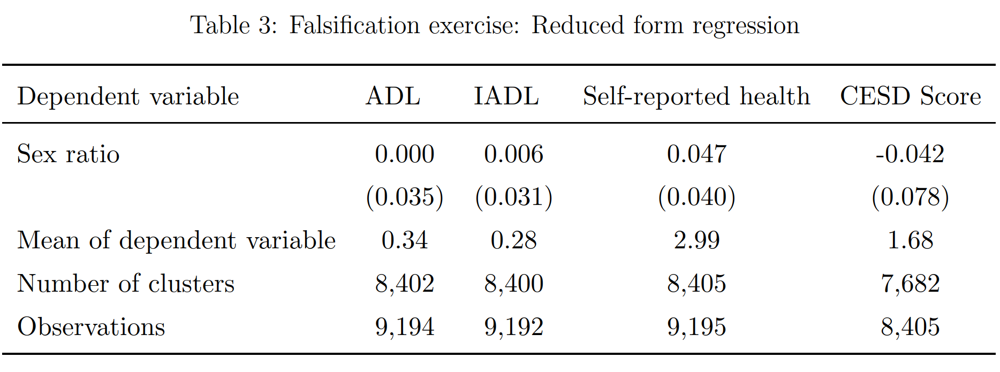 Table 3: Falsification exercise: Reduced form regression
Dependent variable ADL IADL Self-reported health CESD Score
Sex ratio 0.000 0.006 0.047 -0.042
(0.035) (0.031) (0.040) (0.078)
Mean of dependent variable 0.34 0.28 2.99 1.68
Number of clusters 8,402 8,400 8,405 7,682
Observations 9,194 9,192 9,195 8,405